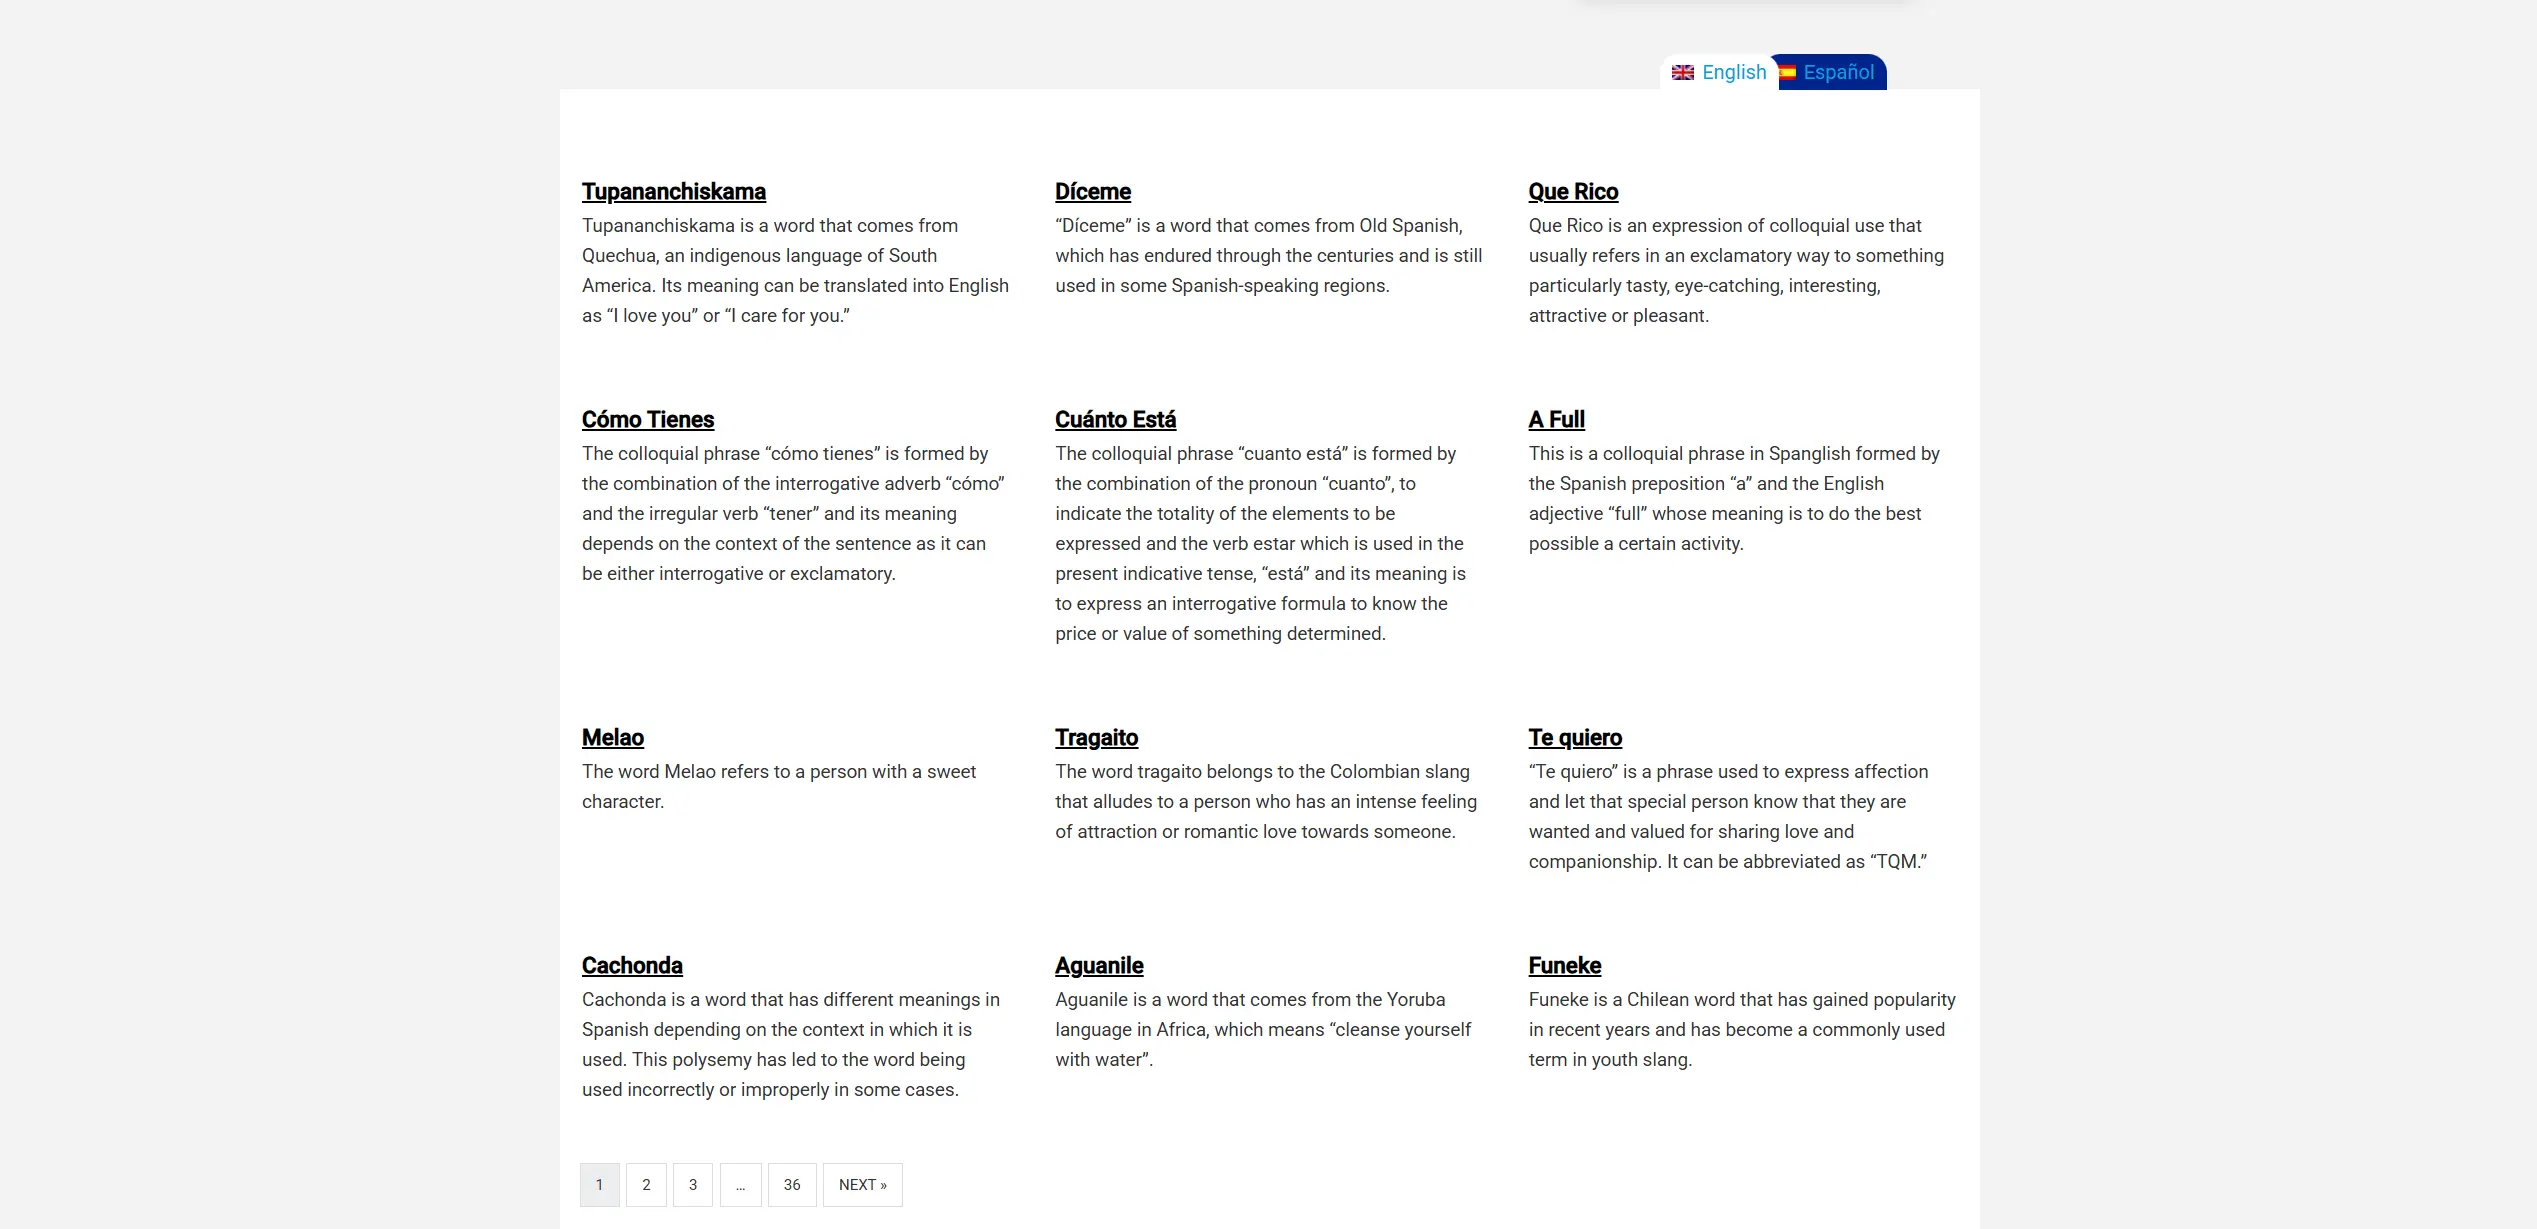 English Español
Tupananchiskama
Tupananchiskama is a word that comes from
Quechua, an indigenous language of South
America. Its meaning can be translated into English
as “I love you” or “I care for you.”
Díceme
“Díceme” is a word that comes from Old Spanish,
which has endured through the centuries and is still
used in some Spanish-speaking regions.
Que Rico
Que Rico is an expression of colloquial use that
usually refers in an exclamatory way to something
particularly tasty, eye-catching, interesting,
attractive or pleasant.
Cómo Tienes
The colloquial phrase “cómo tienes” is formed by
the combination of the interrogative adverb “cómo”
and the irregular verb “tener” and its meaning
depends on the context of the sentence as it can
be either interrogative or exclamatory.
Cuánto Está
The colloquial phrase “cuanto está” is formed by
the combination of the pronoun “cuanto”, to
indicate the totality of the elements to be
expressed and the verb estar which is used in the
present indicative tense, “está” and its meaning is
to express an interrogative formula to know the
price or value of something determined.
A Full
This is a colloquial phrase in Spanglish formed by
the Spanish preposition “a” and the English
adjective “full” whose meaning is to do the best
possible a certain activity.
Melao
The word Melao refers to a person with a sweet
character.
Tragaito
The word tragaito belongs to the Colombian slang
that alludes to a person who has an intense feeling
of attraction or romantic love towards someone.
Te quiero
“Te quiero” is a phrase used to express affection
and let that special person know that they are
wanted and valued for sharing love and
companionship. It can be abbreviated as “TQM.”
Cachonda
Cachonda is a word that has different meanings in
Spanish depending on the context in which it is
used. This polysemy has led to the word being
used incorrectly or improperly in some cases.
Aguanile
Aguanile is a word that comes from the Yoruba
language in Africa, which means “cleanse yourself
with water”.
Funeke
Funeke is a Chilean word that has gained popularity
in recent years and has become a commonly used
term in youth slang.
1 2 3 … 36 NEXT »